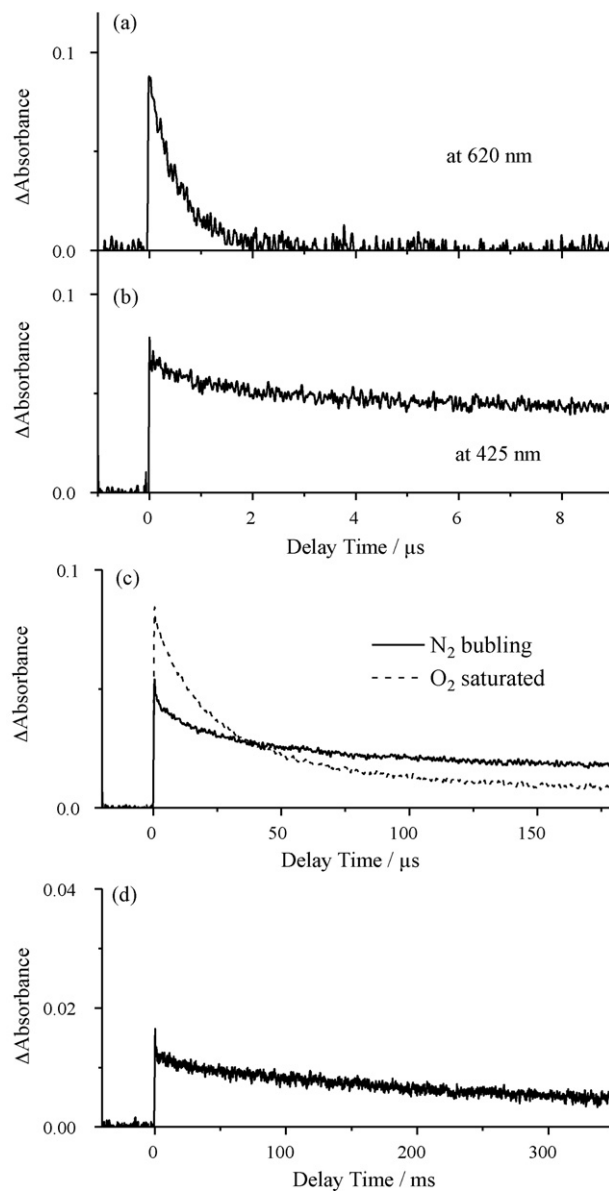 (a)
0.1
ΔAbsorbance
at 620 nm
0.0
(b)
0.1
ΔAbsorbance
at 425 nm
0.0
0 2 4 6 8
Delay Time / μs
(c)
0.1
ΔAbsorbance
N₂ bubling
O₂ saturated
0.0
0 50 100 150
Delay Time / μs
(d)
0.04
ΔAbsorbance
0.02
0.00
0 100 200 300
Delay Time / ms